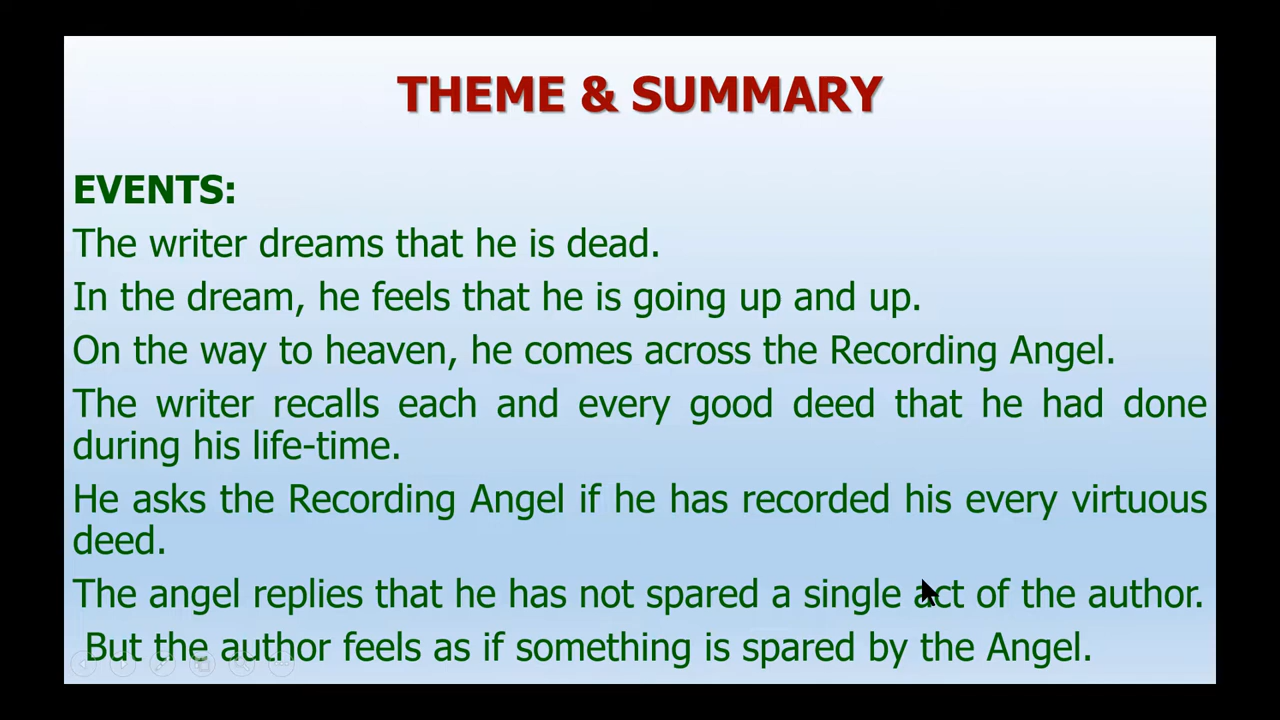 THEME & SUMMARY
EVENTS:
The writer dreams that he is dead.
In the dream, he feels that he is going up and up.
On the way to heaven, he comes across the Recording Angel.
The writer recalls each and every good deed that he had done
during his life-time.
He asks the Recording Angel if he has recorded his every virtuous
deed.
The angel replies that he has not spared a single act of the author.
But the author feels as if something is spared by the Angel.